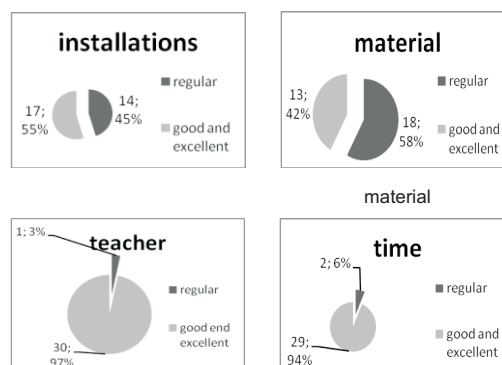 installations
17;
55%
14;
45%
regular
good and
excellent
material
13;
42%
18;
58%
regular
good and
excellent
material
teacher
1; 3%
30;
97%
regular
good end
excellent
time
2; 6%
29;
94%
regular
good and
excellent